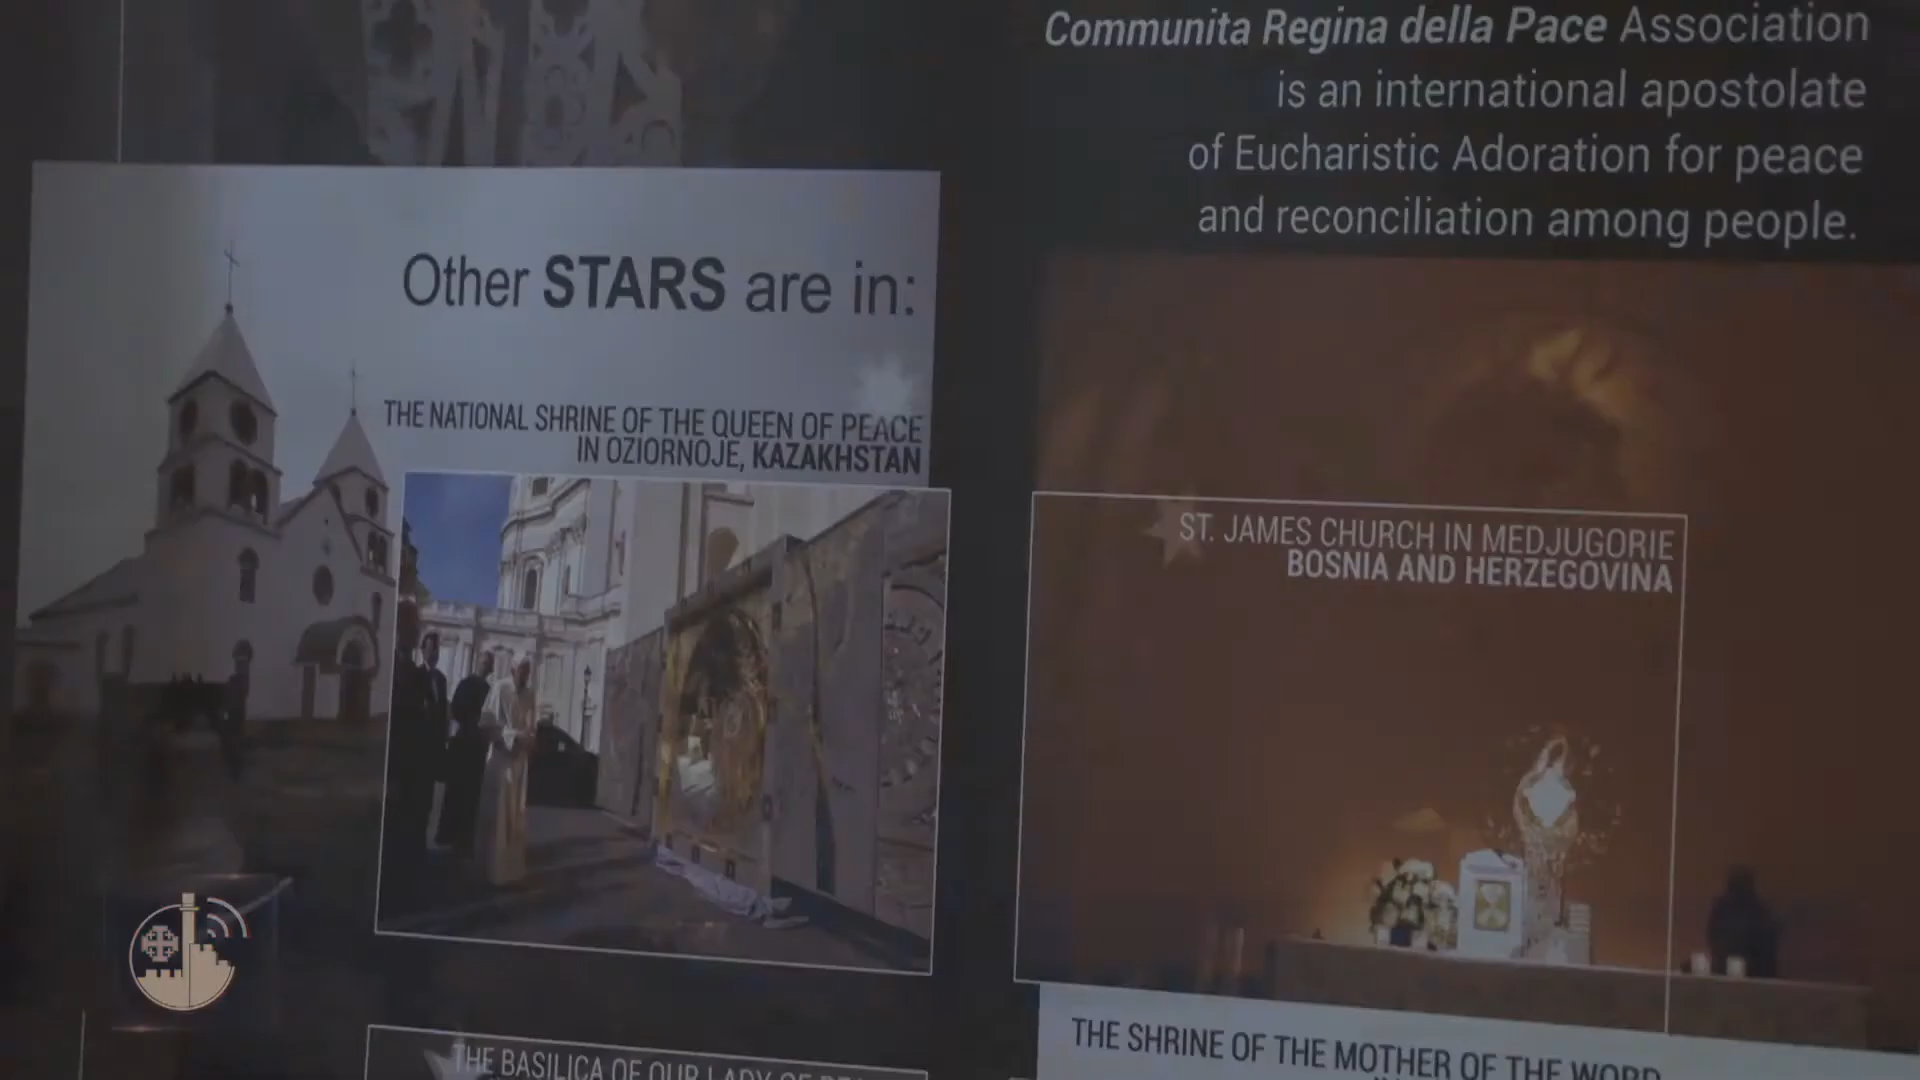 Communita Regina della Pace Association
is an international apostolate
of Eucharistic Adoration for peace
and reconciliation among people.
Other STARS are in:
THE NATIONAL SHRINE OF THE QUEEN OF PEACE
IN OZIORNOJE, KAZAKHSTAN
ST. JAMES CHURCH IN MEDJUGORIE
BOSNIA AND HERZEGOVINA
THE BASILICA OF OUR LADY OF
THE SHRINE OF THE MOTHER OF THE WORD